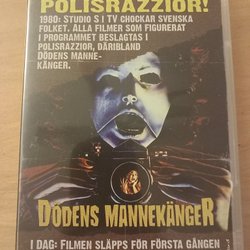 POLISRAZZIOR!
1980: STUDIO S I TV CHOCKAR SVENSKA
FOLKET. ALLA FILMER SOM FIGURERAT
I PROGRAMMET BESLAGTAS I
POLISRAZZIOR, DÄRIBLAND
DÖDENS MANNE-
KÄNGER.
DÖDENS MANNEKÄNGER
I DAG: FILMEN SLÄPPS FÖR FÖRSTA GÅNGEN